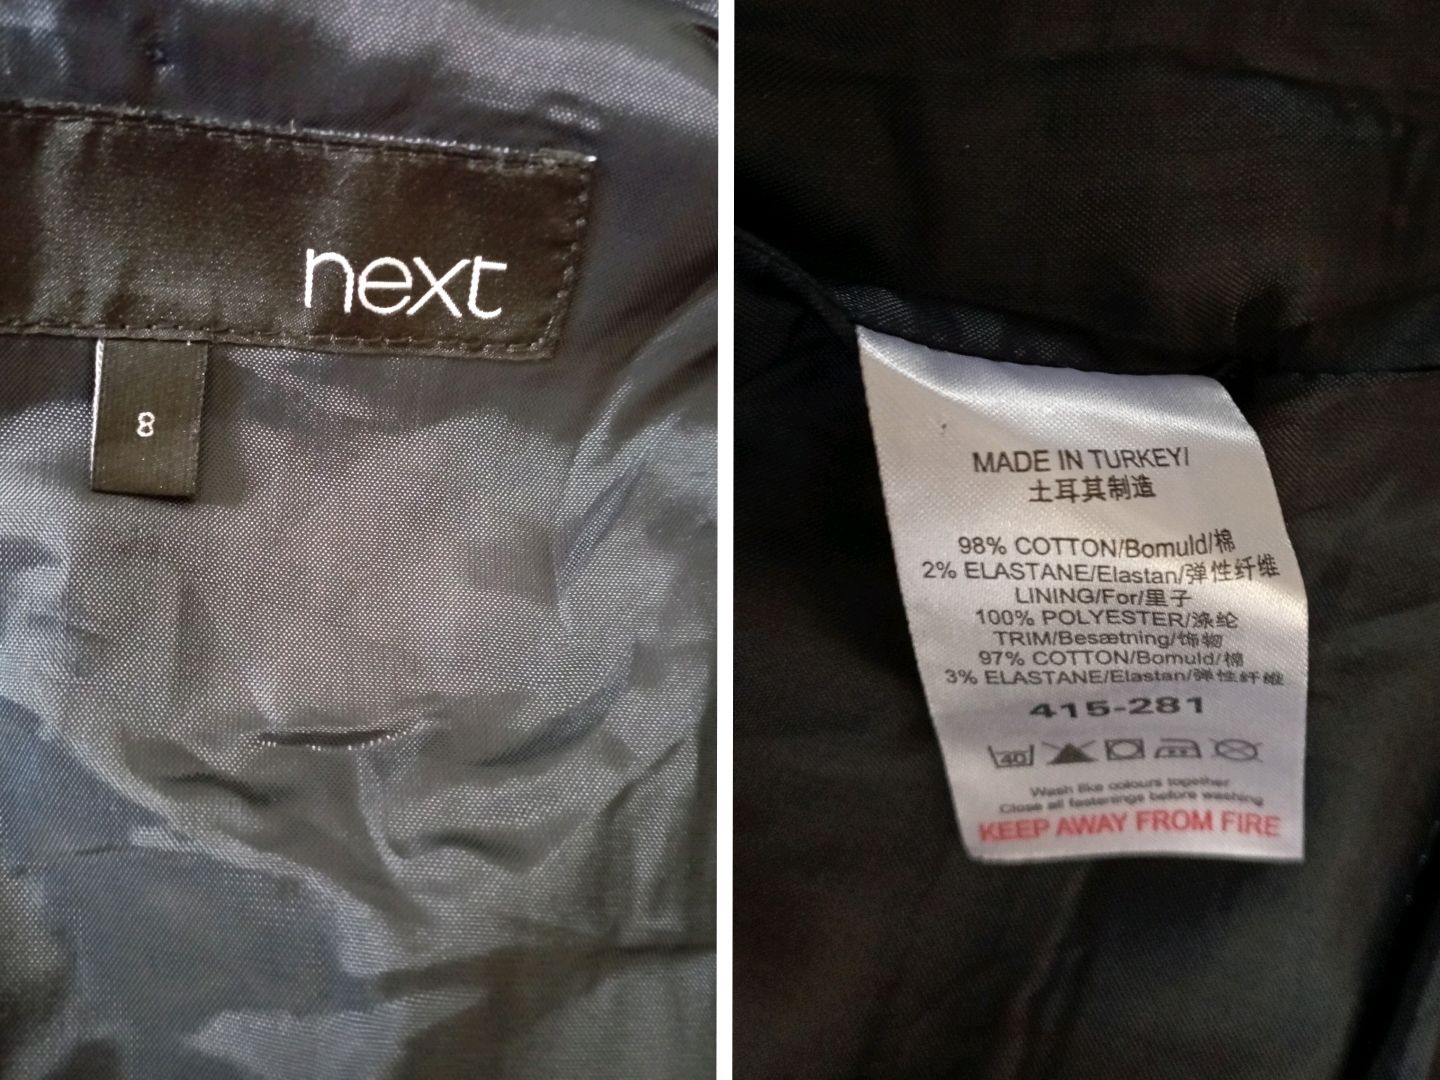 next
8
MADE IN TURKEY/
土耳其制造
98% COTTON/Bomuld/棉
2% ELASTANE/Elastan/弹性纤维
LINING/For/里子
100% POLYESTER/涤纶
TRIM/Besætning/饰物
97% COTTON/Bomuld/棉
3% ELASTANE/Elastan/弹性纤维
415-281
40
Wash like colours together
Close all fastenings before washing
KEEP AWAY FROM FIRE